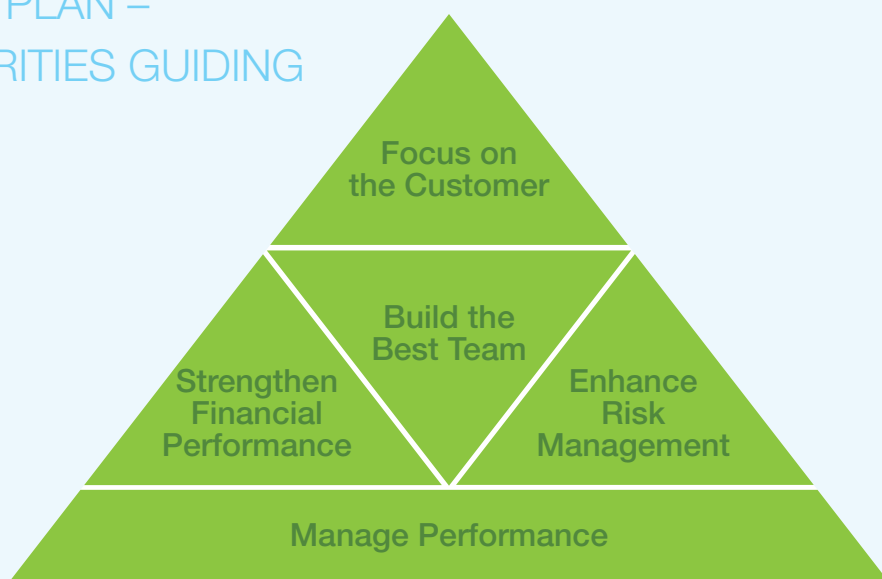 PLAN –
RITIES GUIDING
Focus on
the Customer
Build the
Best Team
Strengthen
Financial
Performance
Enhance
Risk
Management
Manage Performance